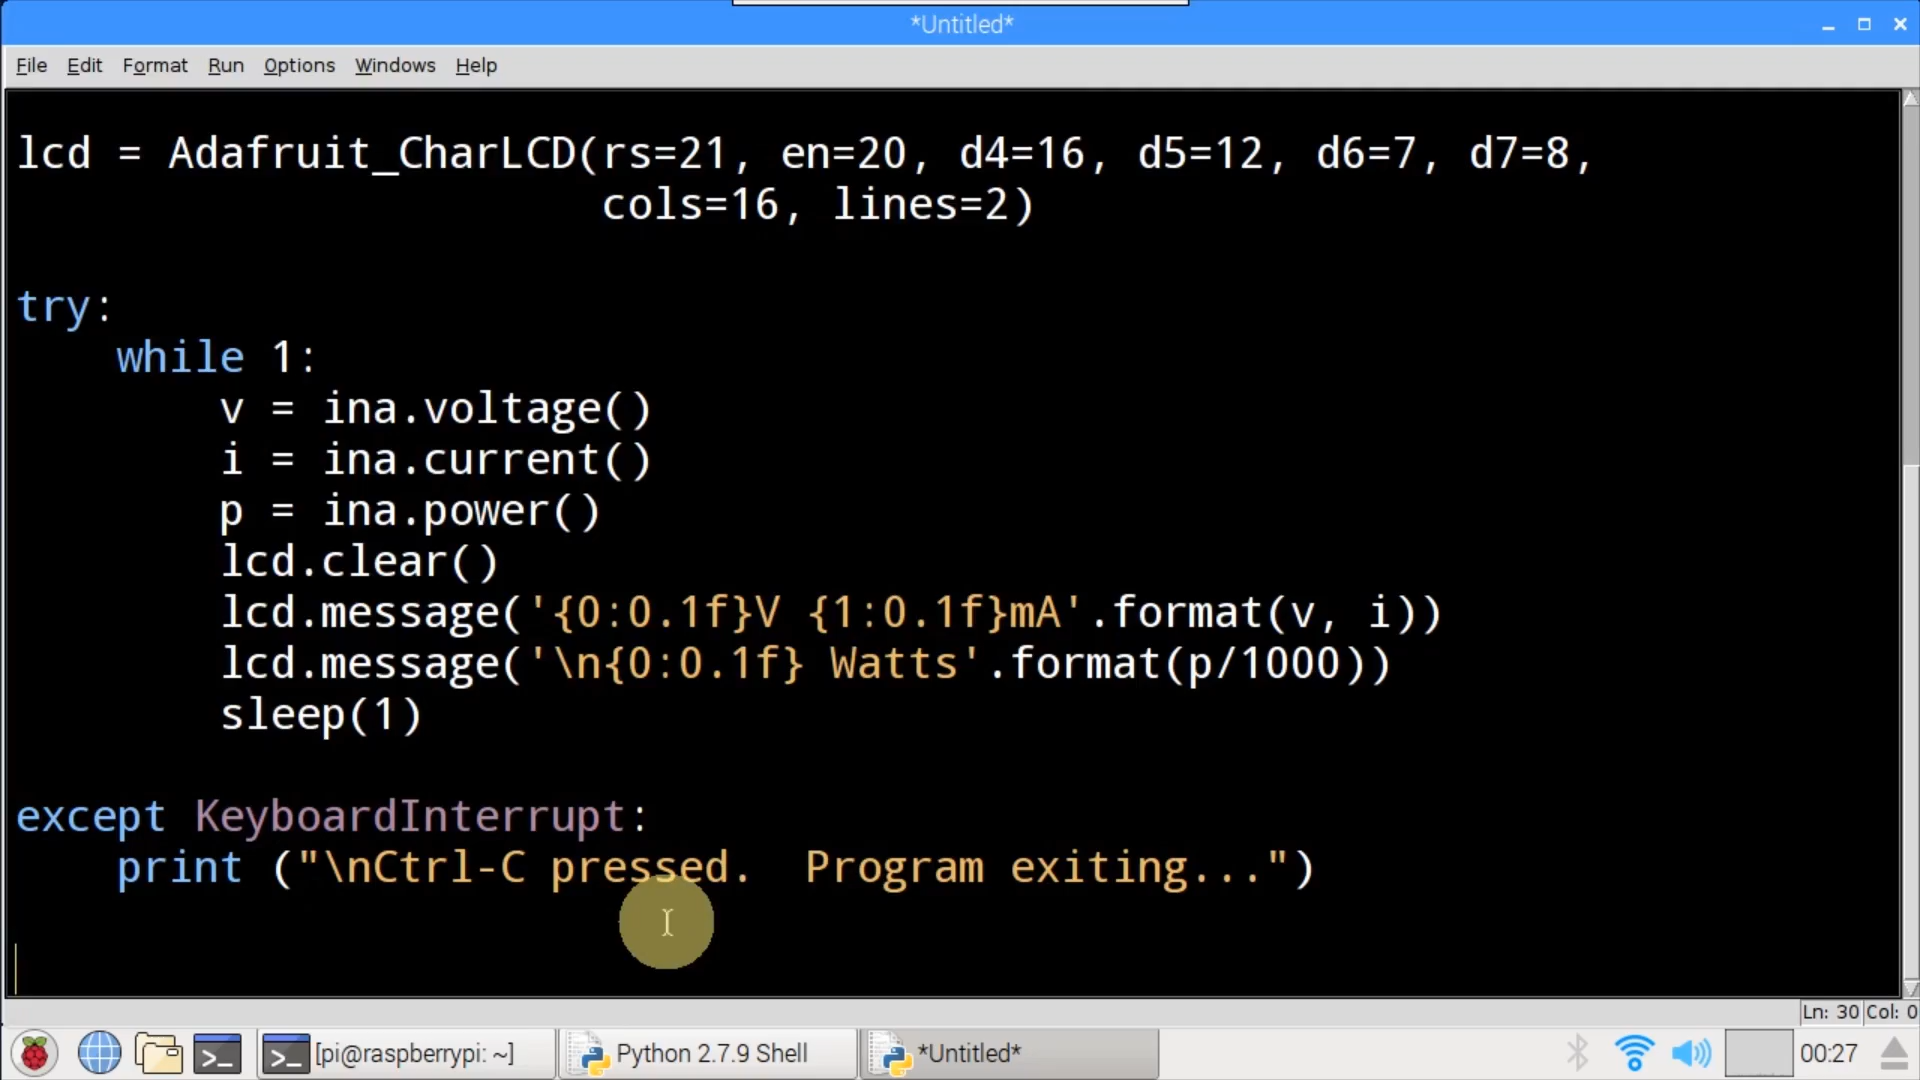 *Untitled*
File Edit Format Run Options Windows Help
lcd = Adafruit_CharLCD(rs=21, en=20, d4=16, d5=12, d6=7, d7=8,
                       cols=16, lines=2)
try:
    while 1:
        v = ina.voltage()
        i = ina.current()
        p = ina.power()
        lcd.clear()
        lcd.message('{0:0.1f}V {1:0.1f}mA'.format(v, i))
        lcd.message('\n{0:0.1f} Watts'.format(p/1000))
        sleep(1)
except KeyboardInterrupt:
    print ("\nCtrl-C pressed.  Program exiting...")
Ln: 30 Col: 0
[pi@raspberrypi: ~] Python 2.7.9 Shell *Untitled* 00:27